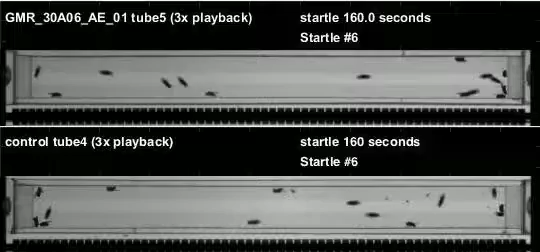 GMR_30A06_AE_01 tube5 (3x playback)
startle 160.0 seconds
Startle #6
control tube4 (3x playback)
startle 160 seconds
Startle #6